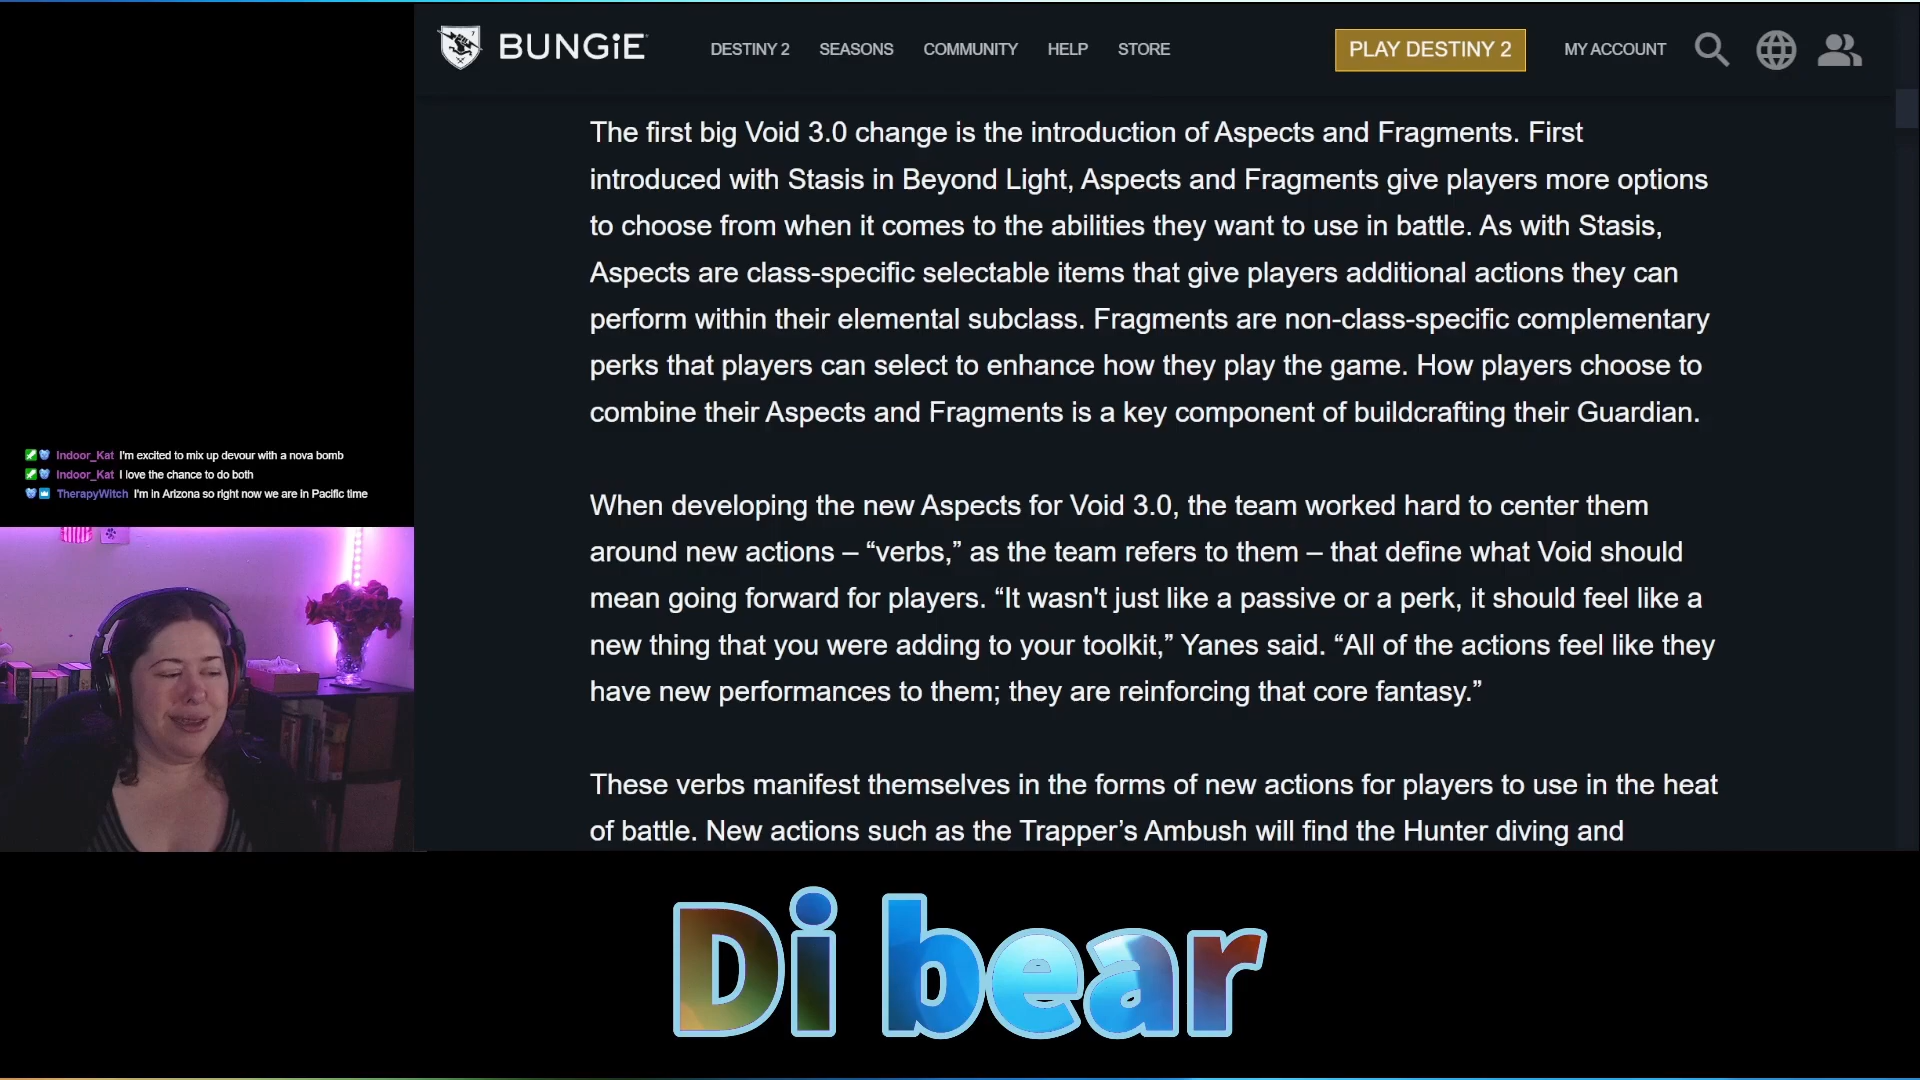 BUNGiE
DESTINY 2 SEASONS COMMUNITY HELP STORE
PLAY DESTINY 2
MY ACCOUNT
The first big Void 3.0 change is the introduction of Aspects and Fragments. First
introduced with Stasis in Beyond Light, Aspects and Fragments give players more options
to choose from when it comes to the abilities they want to use in battle. As with Stasis,
Aspects are class-specific selectable items that give players additional actions they can
perform within their elemental subclass. Fragments are non-class-specific complementary
perks that players can select to enhance how they play the game. How players choose to
combine their Aspects and Fragments is a key component of buildcrafting their Guardian.
When developing the new Aspects for Void 3.0, the team worked hard to center them
around new actions – “verbs,” as the team refers to them – that define what Void should
mean going forward for players. “It wasn't just like a passive or a perk, it should feel like a
new thing that you were adding to your toolkit,” Yanes said. “All of the actions feel like they
have new performances to them; they are reinforcing that core fantasy.”
These verbs manifest themselves in the forms of new actions for players to use in the heat
of battle. New actions such as the Trapper’s Ambush will find the Hunter diving and
Indoor_Kat I'm excited to mix up devour with a nova bomb
Indoor_Kat I love the chance to do both
TherapyWitch I'm in Arizona so right now we are in Pacific time
Di bear